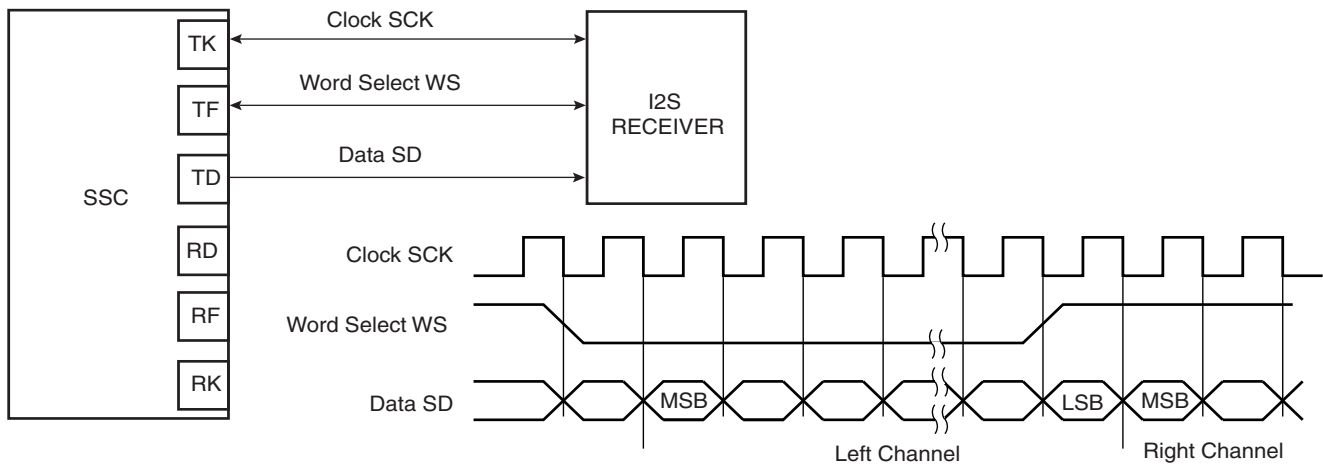 Clock SCK
TK
Word Select WS
TF
I2S
RECEIVER
Data SD
TD
SSC
RD
Clock SCK
RF
Word Select WS
RK
Data SD
MSB
LSB
MSB
Left Channel
Right Channel